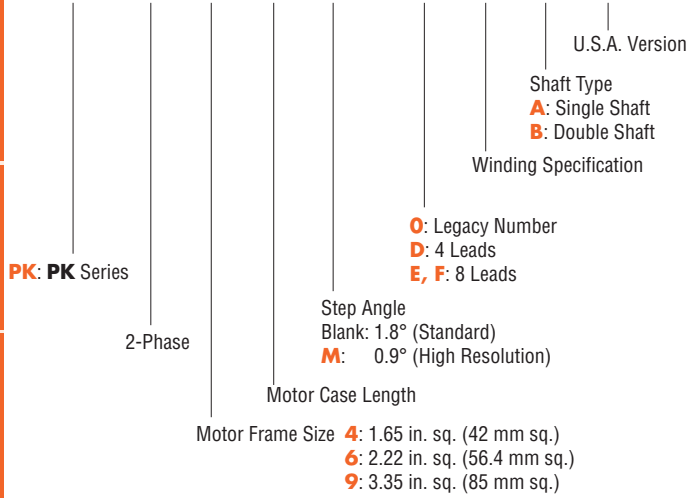 U.S.A. Version
Shaft Type
A: Single Shaft
B: Double Shaft
Winding Specification
0: Legacy Number
D: 4 Leads
E, F: 8 Leads
PK: PK Series
Step Angle
Blank: 1.8° (Standard)
M: 0.9° (High Resolution)
2-Phase
Motor Case Length
Motor Frame Size 4: 1.65 in. sq. (42 mm sq.)
6: 2.22 in. sq. (56.4 mm sq.)
9: 3.35 in. sq. (85 mm sq.)